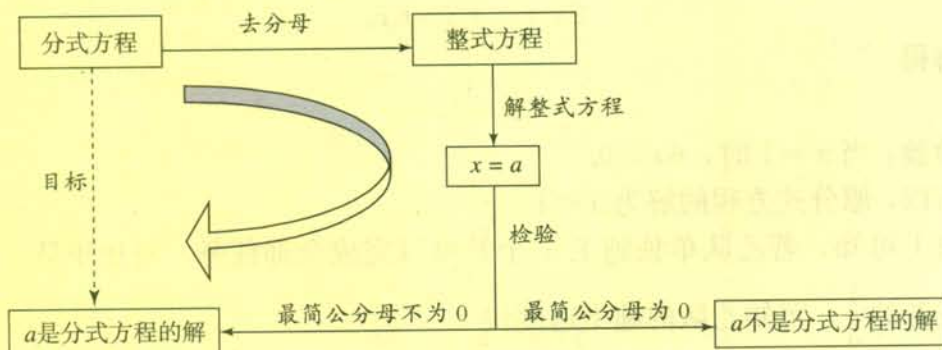 分式方程
去分母
整式方程
解整式方程
x = a
目标
检验
最简公分母不为 0
最简公分母为 0
a是分式方程的解
a不是分式方程的解